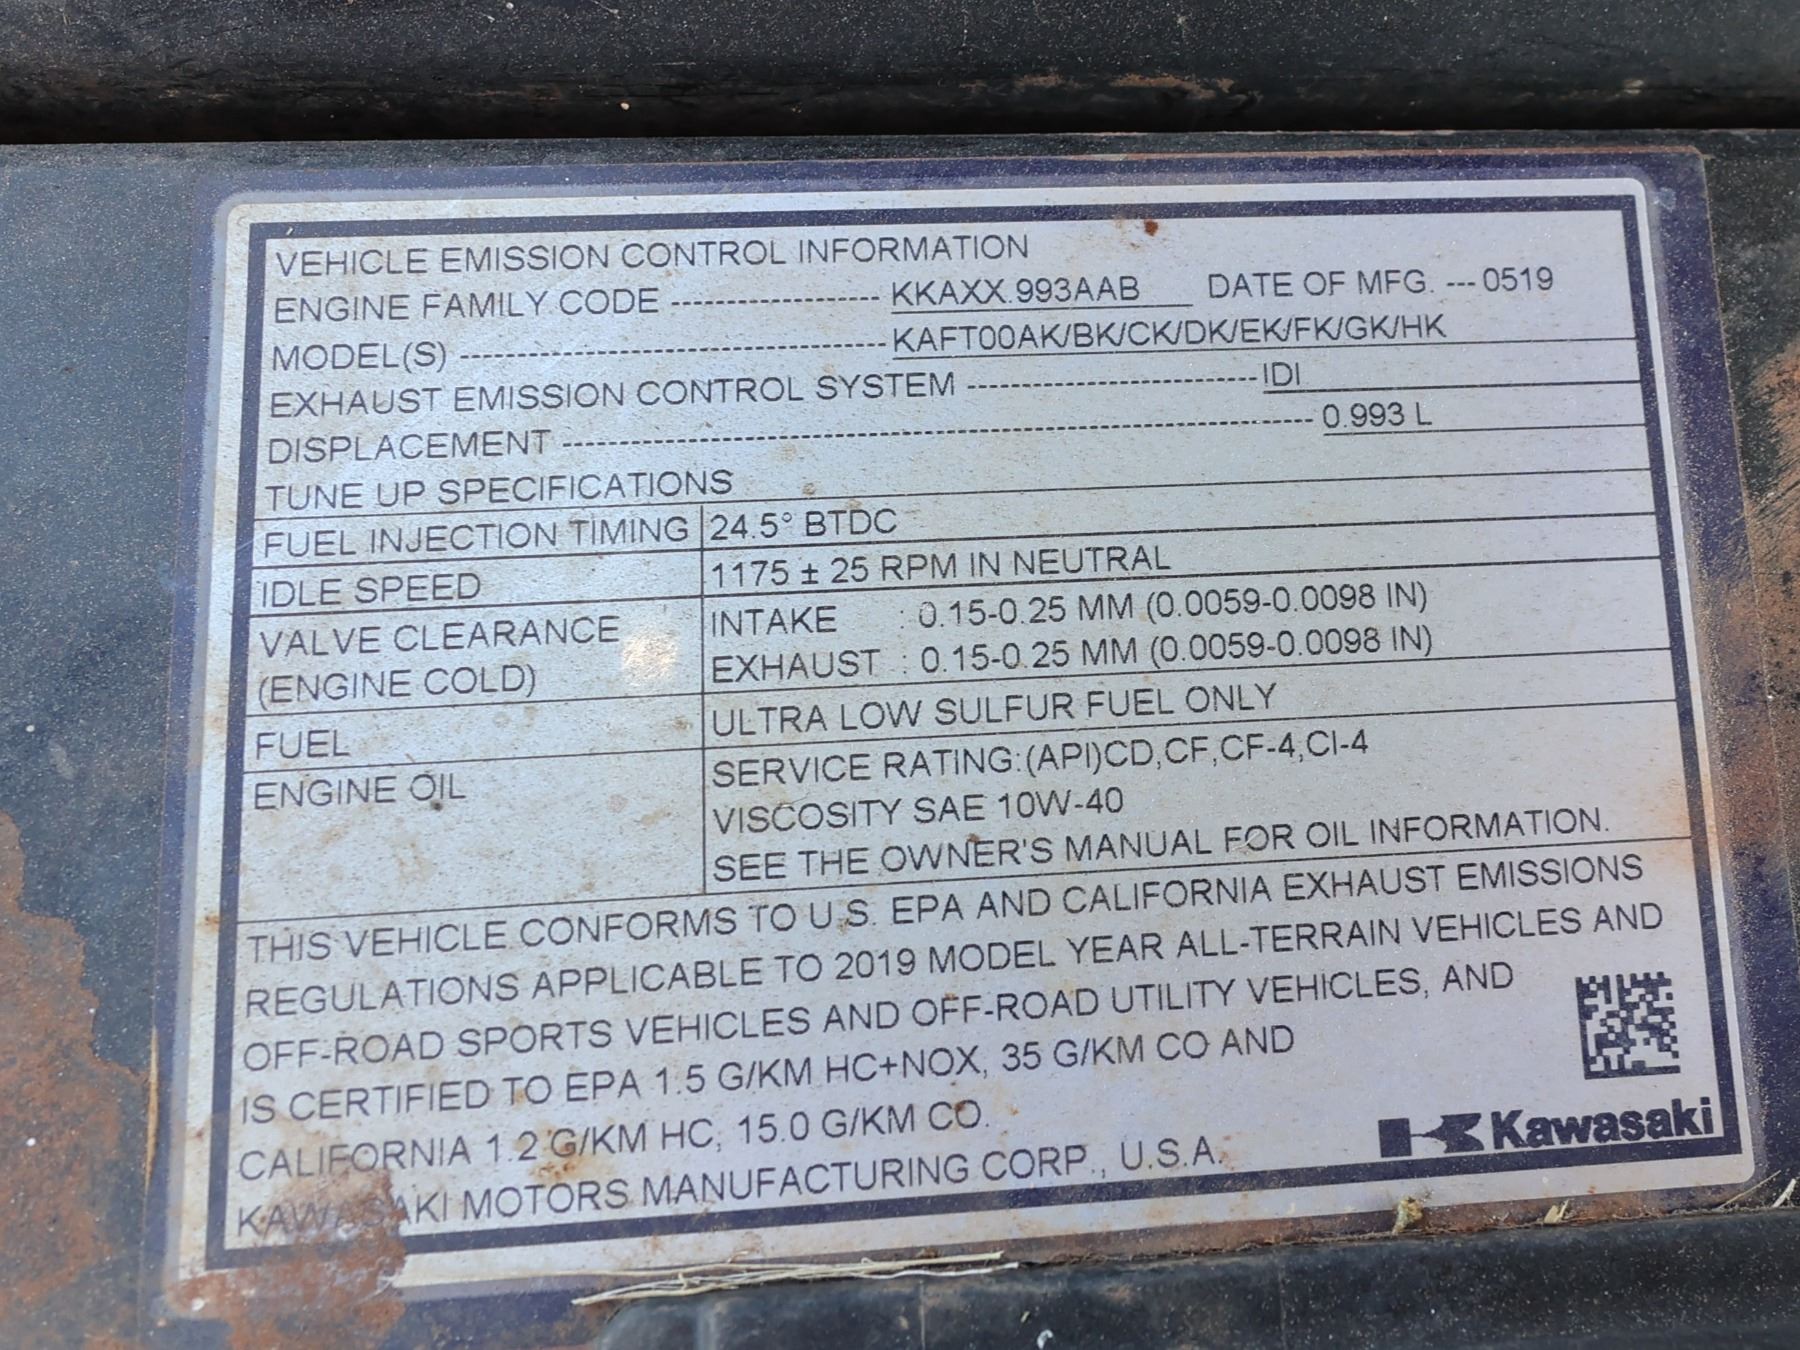 VEHICLE EMISSION CONTROL INFORMATION
ENGINE FAMILY CODE ------------------ KKAXX.993AAB DATE OF MFG. --- 0519
MODEL(S) ------------------------------------ KAFT00AK/BK/CK/DK/EK/FK/GK/HK
EXHAUST EMISSION CONTROL SYSTEM ------------------------- IDI
DISPLACEMENT ---------------------------------------------------------------- 0.993 L
TUNE UP SPECIFICATIONS
FUEL INJECTION TIMING 24.5° BTDC
IDLE SPEED 1175 ± 25 RPM IN NEUTRAL
VALVE CLEARANCE INTAKE : 0.15-0.25 MM (0.0059-0.0098 IN)
(ENGINE COLD) EXHAUST : 0.15-0.25 MM (0.0059-0.0098 IN)
FUEL ULTRA LOW SULFUR FUEL ONLY
ENGINE OIL SERVICE RATING:(API)CD,CF,CF-4,CI-4
VISCOSITY SAE 10W-40
SEE THE OWNER'S MANUAL FOR OIL INFORMATION.
THIS VEHICLE CONFORMS TO U.S. EPA AND CALIFORNIA EXHAUST EMISSIONS
REGULATIONS APPLICABLE TO 2019 MODEL YEAR ALL-TERRAIN VEHICLES AND
OFF-ROAD SPORTS VEHICLES AND OFF-ROAD UTILITY VEHICLES, AND
IS CERTIFIED TO EPA 1.5 G/KM HC+NOX, 35 G/KM CO AND
CALIFORNIA 1.2 G/KM HC, 15.0 G/KM CO.
KAWASAKI MOTORS MANUFACTURING CORP., U.S.A.
Kawasaki